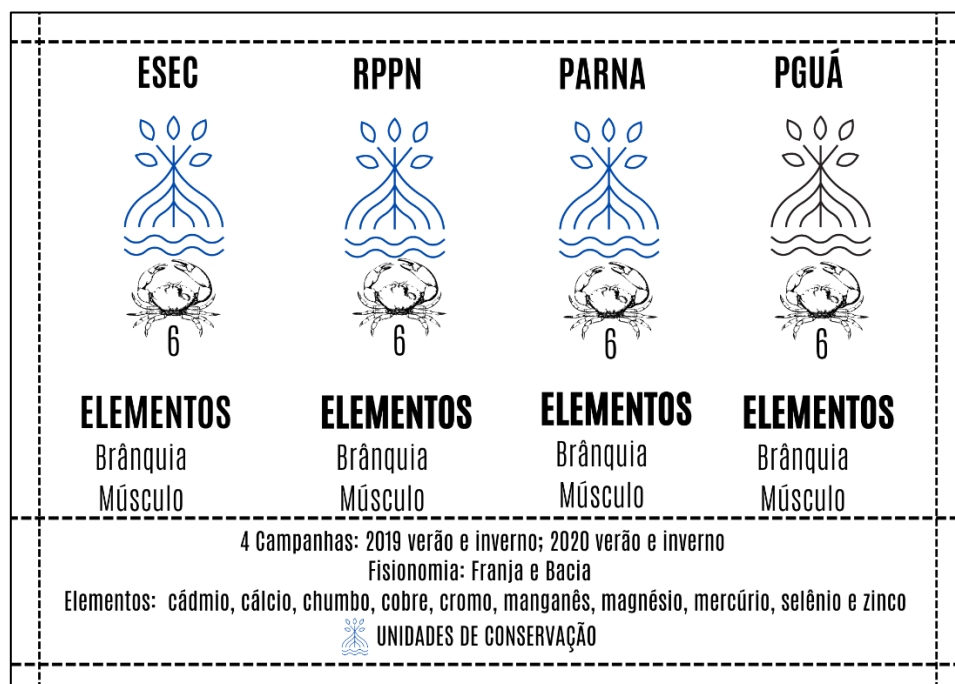 ESEC RPPN PARNA PGUÁ
6 6 6 6
ELEMENTOS ELEMENTOS ELEMENTOS ELEMENTOS
Brânquia Brânquia Brânquia Brânquia
Músculo Músculo Músculo Músculo
4 Campanhas: 2019 verão e inverno; 2020 verão e inverno
Fisionomia: Franja e Bacia
Elementos: cádmio, cálcio, chumbo, cobre, cromo, manganês, magnésio, mercúrio, selênio e zinco
UNIDADES DE CONSERVAÇÃO